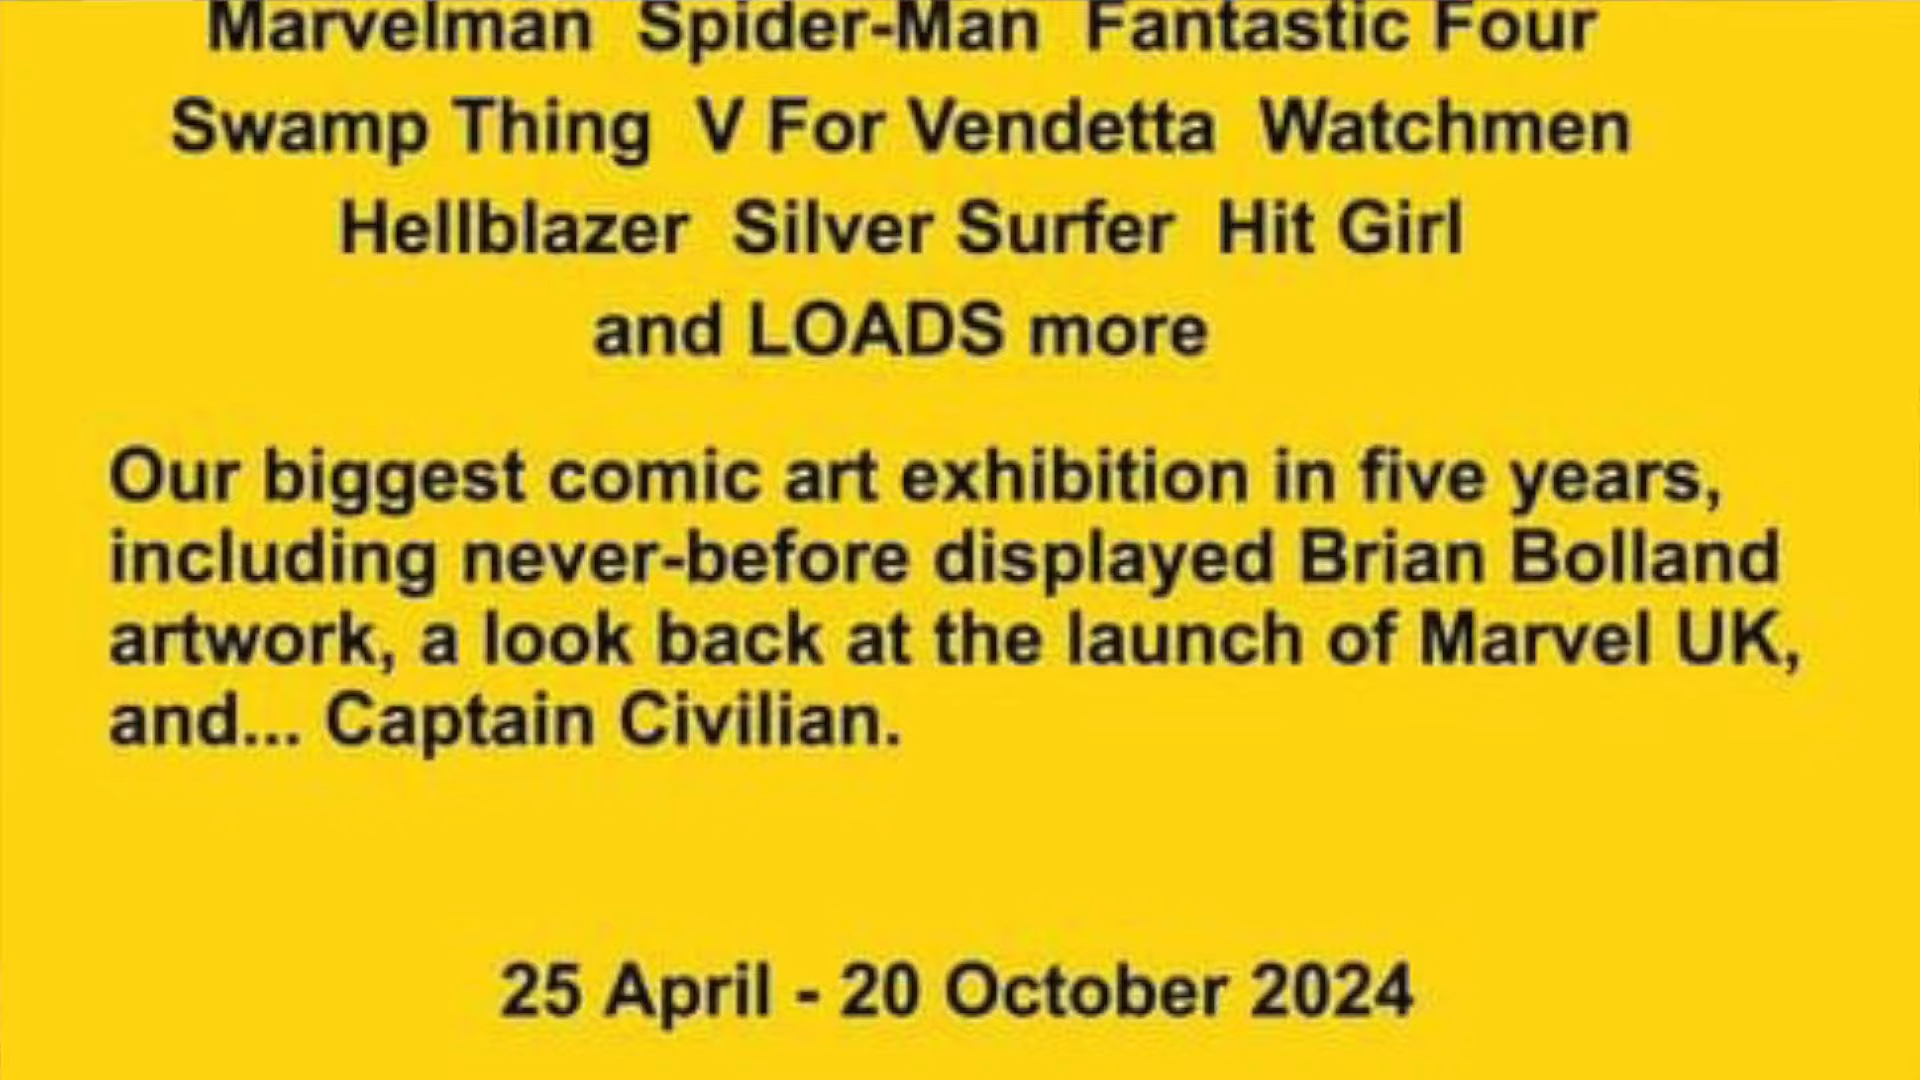 Marvelman Spider-Man Fantastic Four
Swamp Thing V For Vendetta Watchmen
Hellblazer Silver Surfer Hit Girl
and LOADS more
Our biggest comic art exhibition in five years,
including never-before displayed Brian Bolland
artwork, a look back at the launch of Marvel UK,
and... Captain Civilian.
25 April - 20 October 2024